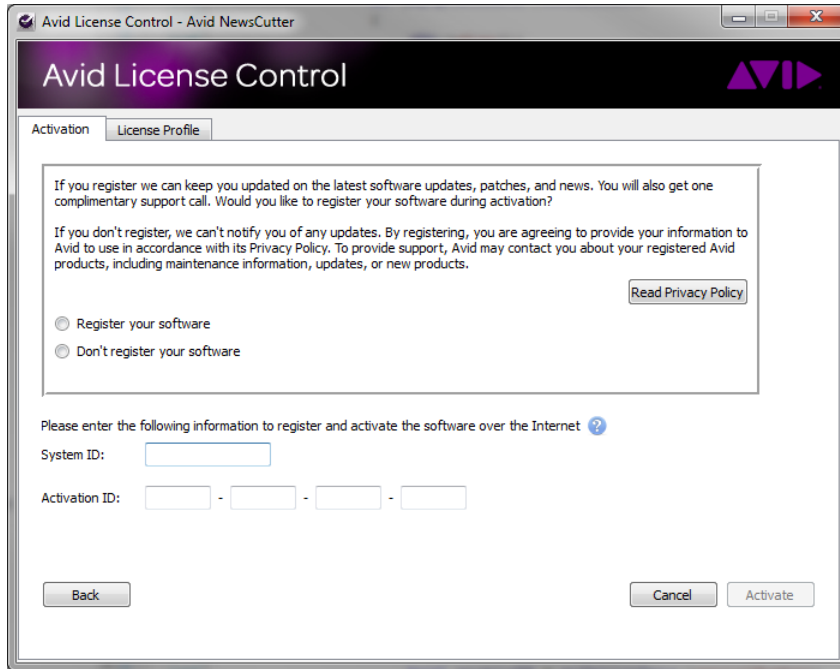 Avid License Control - Avid NewsCutter
Avid License Control
AVID
Activation
License Profile
If you register we can keep you updated on the latest software updates, patches, and news. You will also get one
complimentary support call. Would you like to register your software during activation?
If you don't register, we can't notify you of any updates. By registering, you are agreeing to provide your information to
Avid to use in accordance with its Privacy Policy. To provide support, Avid may contact you about your registered Avid
products, including maintenance information, updates, or new products.
Read Privacy Policy
Register your software
Don't register your software
Please enter the following information to register and activate the software over the Internet ?
System ID:
Activation ID: - - -
Back
Cancel
Activate